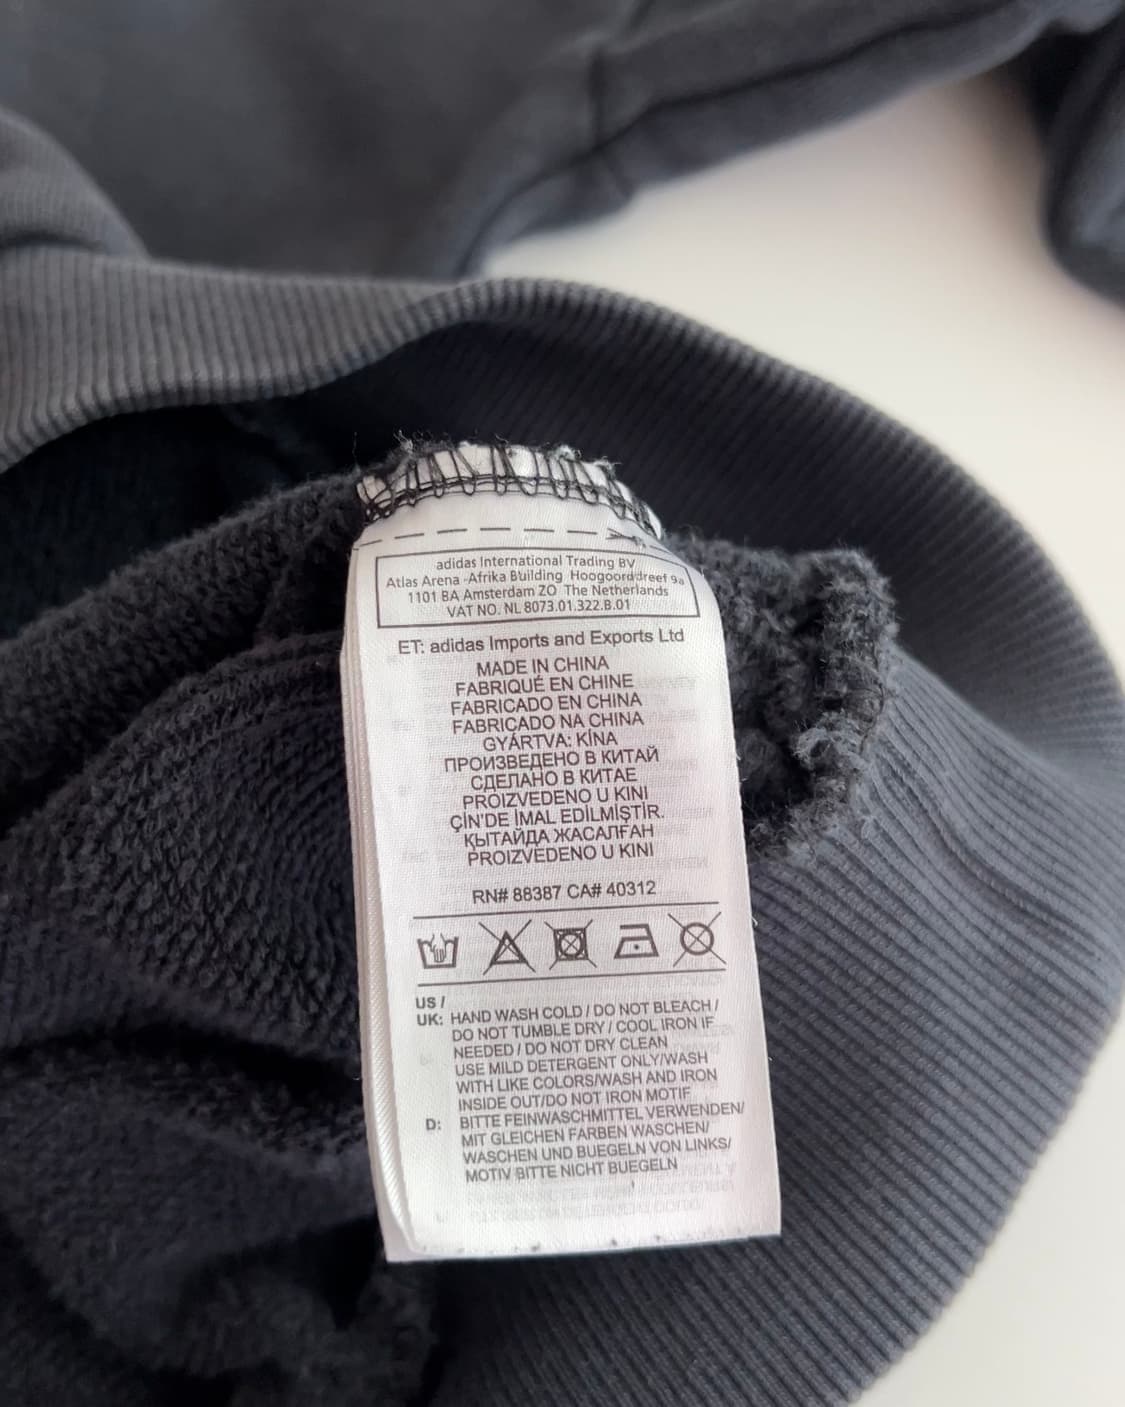 adidas International Trading BV
Atlas Arena -Afrika Building Hoogoorddreef 9a
1101 BA Amsterdam ZO The Netherlands
VAT NO. NL 8073.01.322.B.01
ET: adidas Imports and Exports Ltd
MADE IN CHINA
FABRIQUÉ EN CHINE
FABRICADO EN CHINA
FABRICADO NA CHINA
GYÁRTVA: KÍNA
ПРОИЗВЕДЕНО В КИТАЙ
СДЕЛАНО В КИТАЕ
PROIZVEDENO U KINI
ÇİN'DE İMAL EDİLMİŞTİR.
ҚЫТАЙДА ЖАСАЛҒАН
PROIZVEDENO U KINI
RN# 88387 CA# 40312
US /
UK: HAND WASH COLD / DO NOT BLEACH /
DO NOT TUMBLE DRY / COOL IRON IF
NEEDED / DO NOT DRY CLEAN
USE MILD DETERGENT ONLY/WASH
WITH LIKE COLORS/WASH AND IRON
INSIDE OUT/DO NOT IRON MOTIF
D: BITTE FEINWASCHMITTEL VERWENDEN/
MIT GLEICHEN FARBEN WASCHEN/
WASCHEN UND BUEGELN VON LINKS/
MOTIV BITTE NICHT BUEGELN